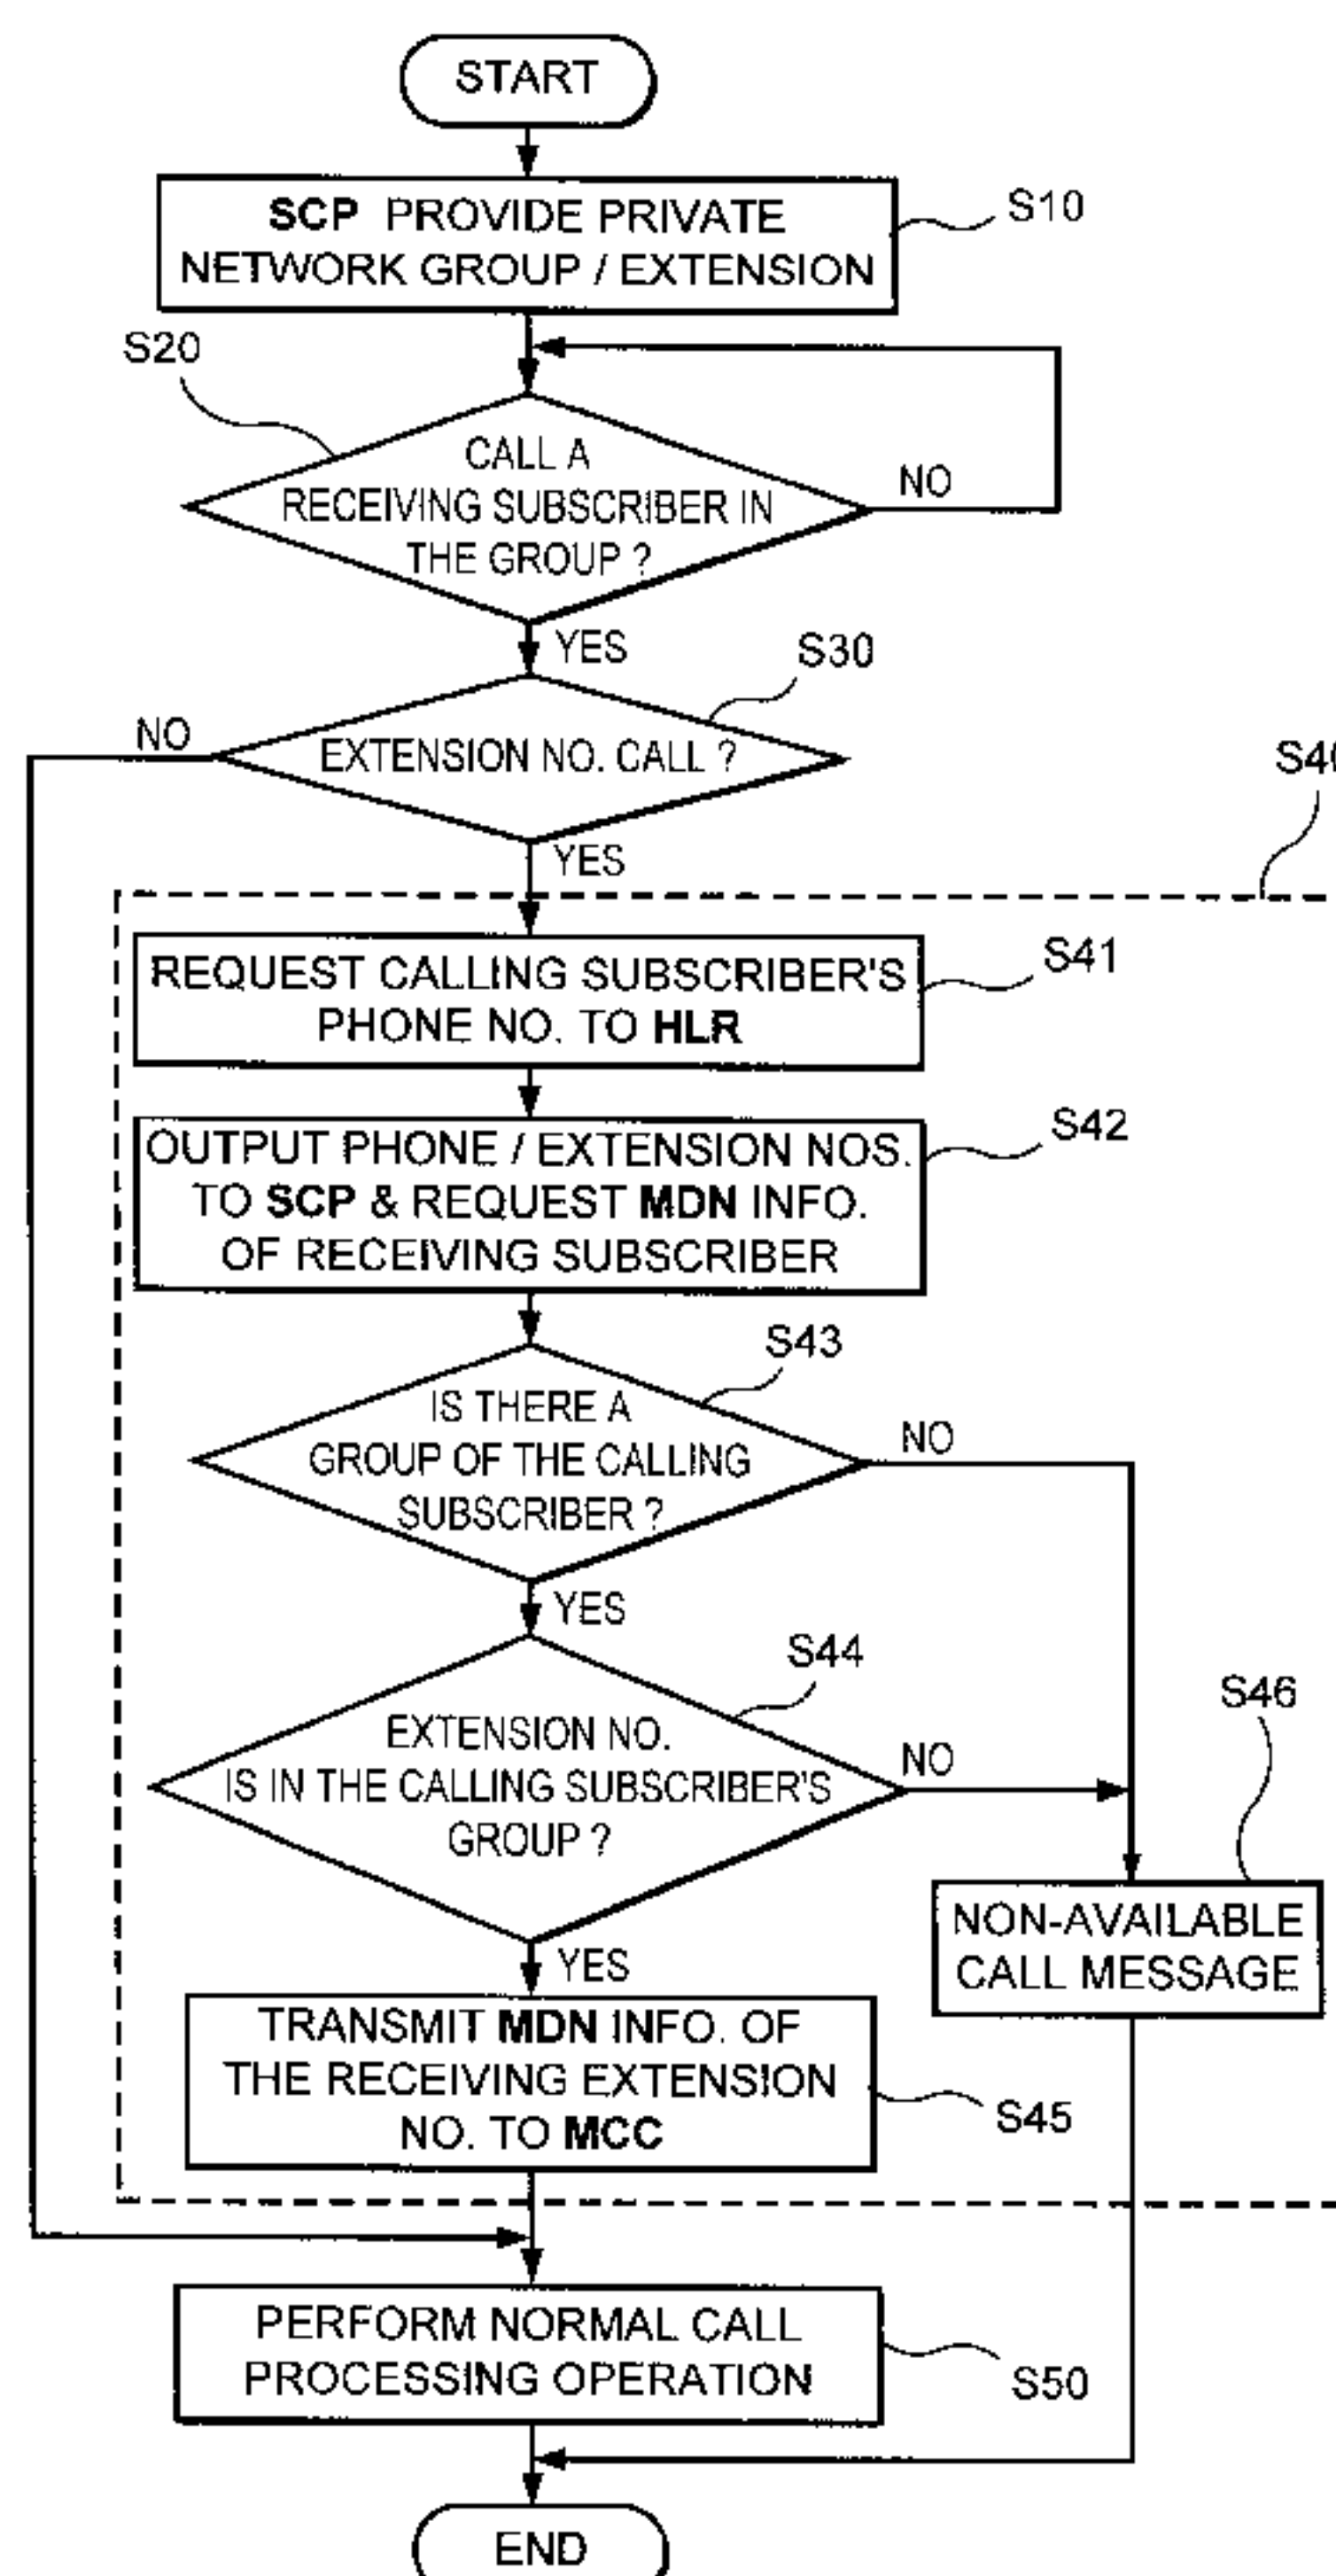 START
SCP PROVIDE PRIVATE
NETWORK GROUP / EXTENSION
S10
S20
CALL A
RECEIVING SUBSCRIBER IN
THE GROUP ?
NO
YES
S30
EXTENSION NO. CALL ?
NO
YES
S40
REQUEST CALLING SUBSCRIBER'S
PHONE NO. TO HLR
S41
OUTPUT PHONE / EXTENSION NOS.
TO SCP & REQUEST MDN INFO.
OF RECEIVING SUBSCRIBER
S42
S43
IS THERE A
GROUP OF THE CALLING
SUBSCRIBER ?
NO
YES
S44
EXTENSION NO.
IS IN THE CALLING SUBSCRIBER'S
GROUP ?
NO
YES
S46
NON-AVAILABLE
CALL MESSAGE
TRANSMIT MDN INFO. OF
THE RECEIVING EXTENSION
NO. TO MCC
S45
PERFORM NORMAL CALL
PROCESSING OPERATION
S50
END